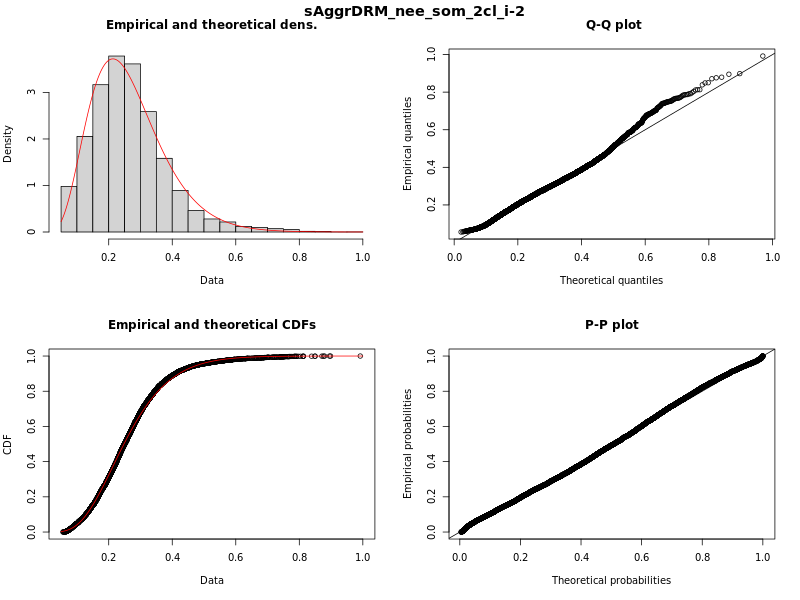 sAggrDRM_nee_som_2cl_i-2
Empirical and theoretical dens.
Density
0 1 2 3
0.2 0.4 0.6 0.8 1.0
Data
Q-Q plot
Empirical quantiles
0.2 0.4 0.6 0.8 1.0
0.0 0.2 0.4 0.6 0.8 1.0
Theoretical quantiles
Empirical and theoretical CDFs
CDF
0.0 0.2 0.4 0.6 0.8 1.0
0.2 0.4 0.6 0.8 1.0
Data
P-P plot
Empirical probabilities
0.0 0.2 0.4 0.6 0.8 1.0
0.0 0.2 0.4 0.6 0.8 1.0
Theoretical probabilities